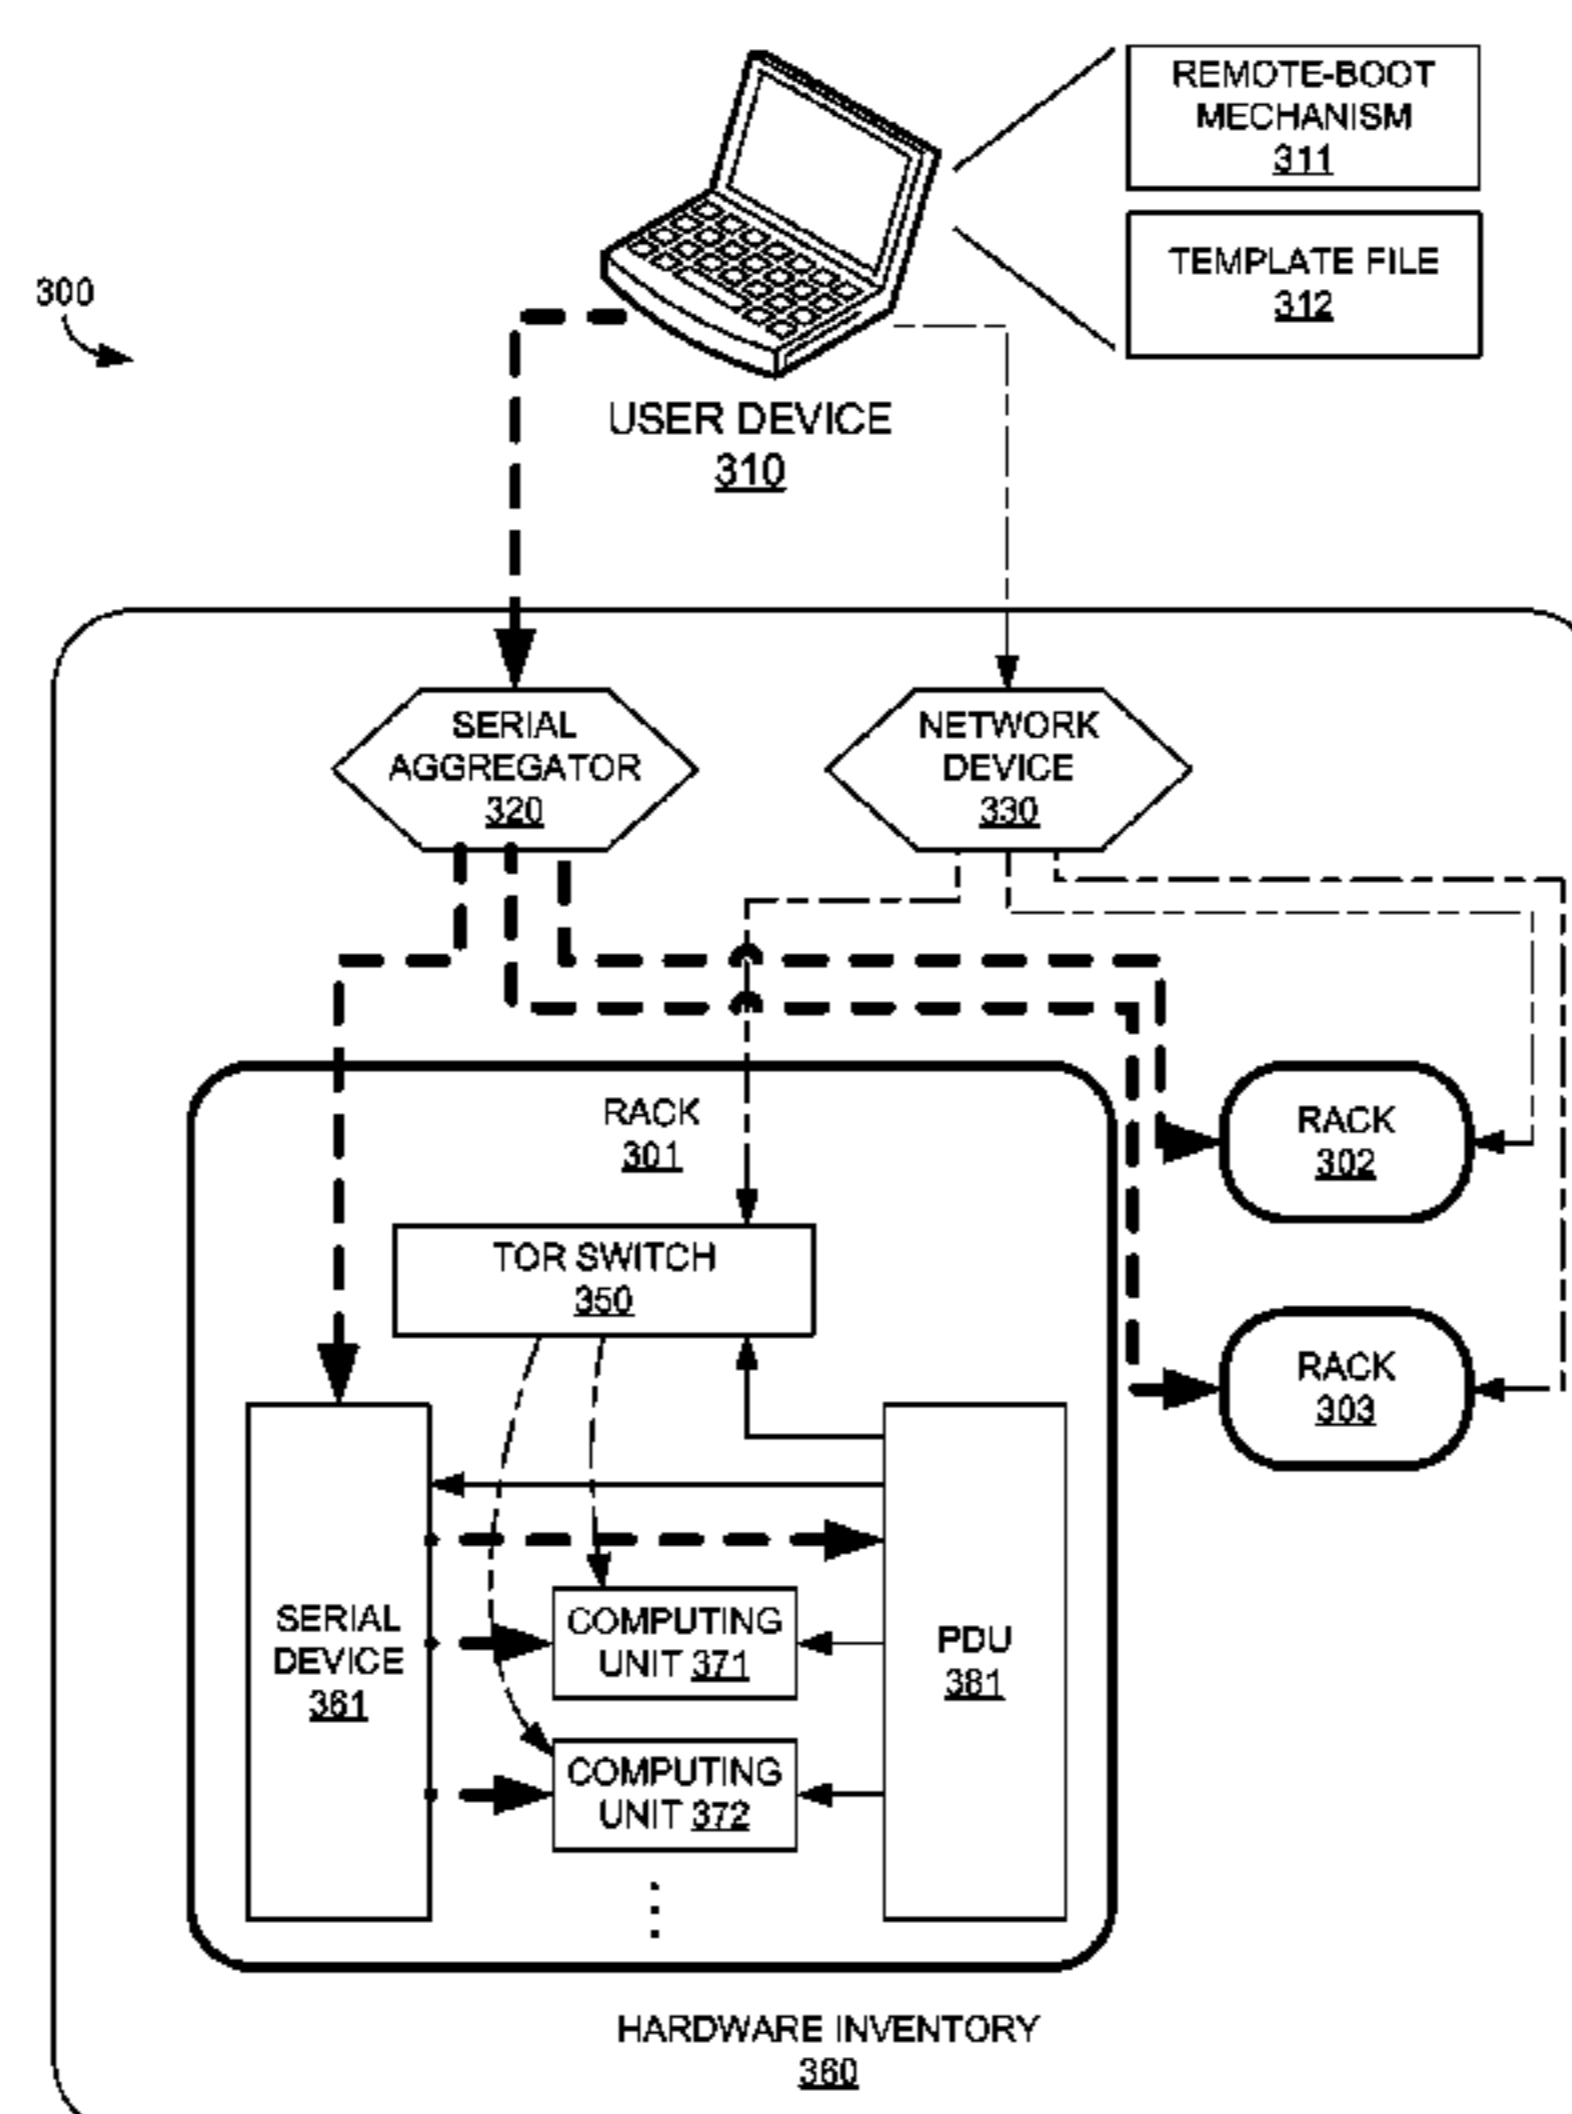 REMOTE-BOOT
MECHANISM
311
TEMPLATE FILE
312
300
USER DEVICE
310
SERIAL
AGGREGATOR
320
NETWORK
DEVICE
330
RACK
301
RACK
302
TOR SWITCH
350
RACK
303
SERIAL
DEVICE
361
COMPUTING
UNIT 371
PDU
381
COMPUTING
UNIT 372
HARDWARE INVENTORY
360